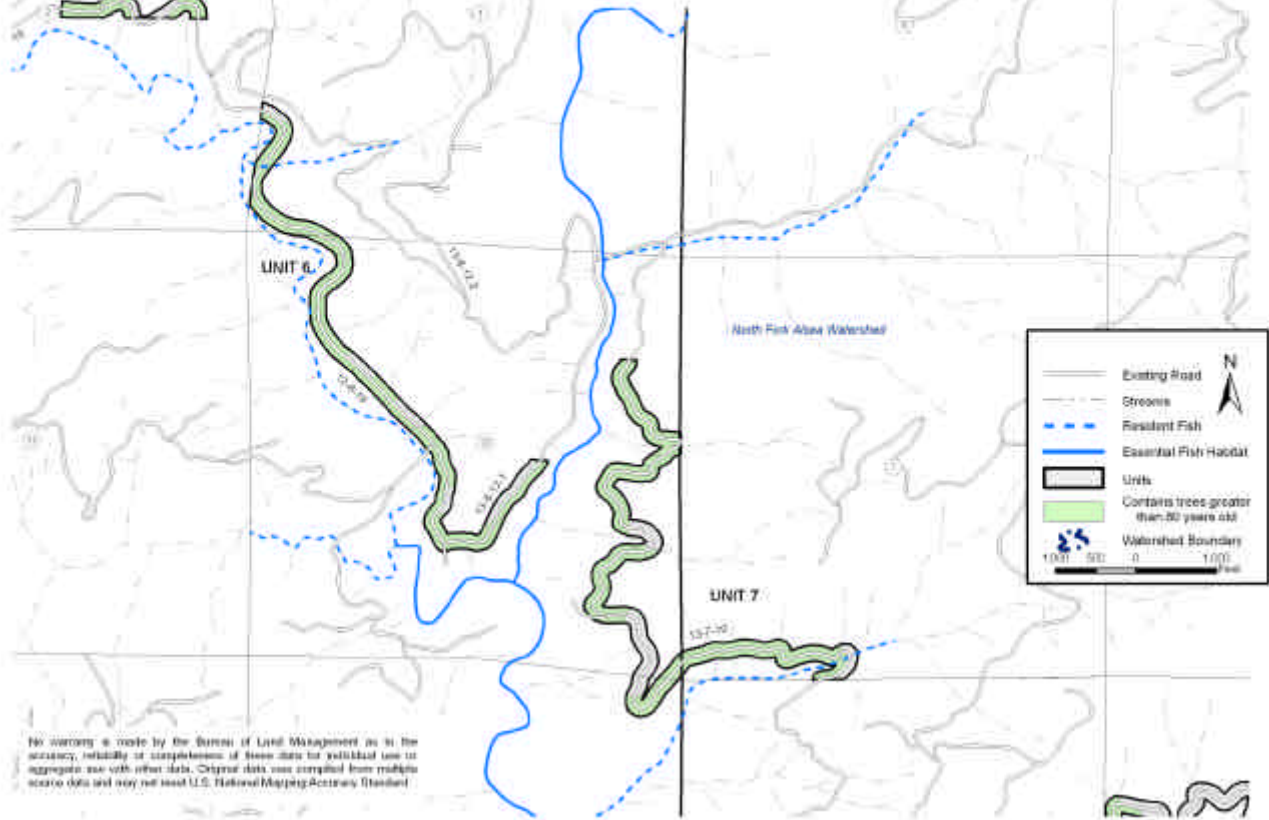 UNIT 6
North Fork Alsea Watershed
UNIT 7
N
Existing Road
Streams
Resident Fish
Essential Fish Habitat
Units
Contains trees greater
than 80 years old
Watershed Boundary
1,000 500 0 1,000
Feet
No warranty is made by the Bureau of Land Management as to the
accuracy, reliability or completeness of these data for individual use or
aggregate use with other data. Original data was compiled from multiple
source data and may not meet U.S. National Mapping Accuracy Standard